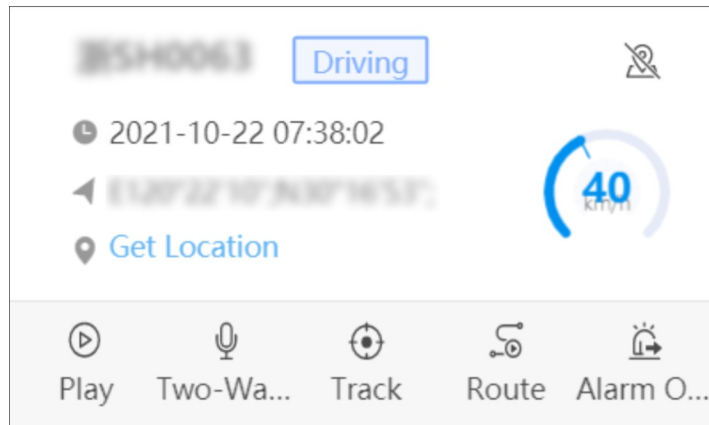 Driving
2021-10-22 07:38:02
40
km/h
Get Location
Play Two-Wa... Track Route Alarm O...